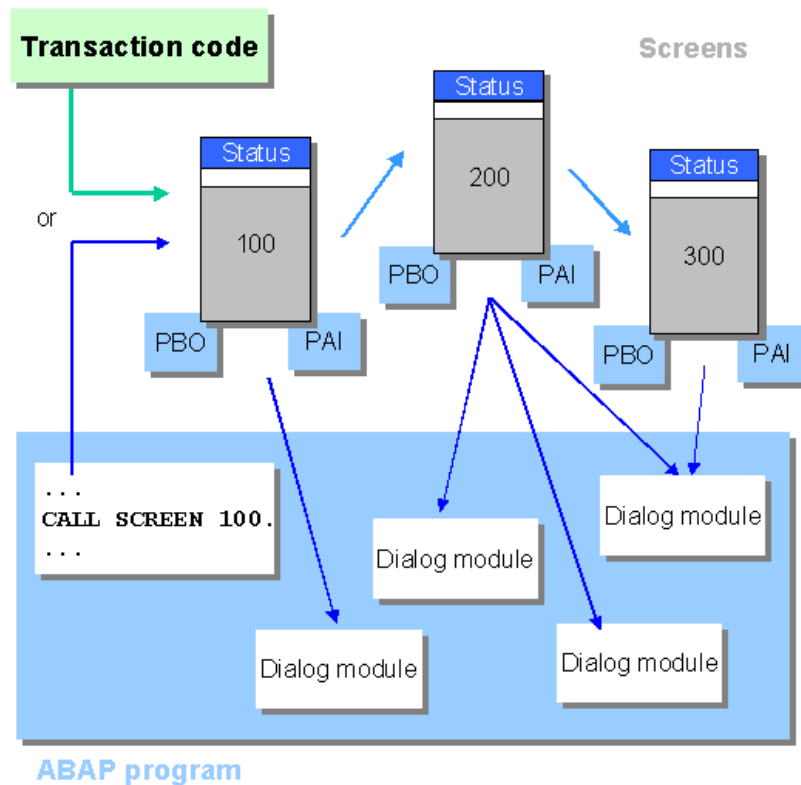 Transaction code
Screens
Status
200
PBO
PAI
Status
100
PBO
PAI
Status
300
PBO
PAI
or
...
CALL SCREEN 100.
...
Dialog module
Dialog module
Dialog module
Dialog module
ABAP program